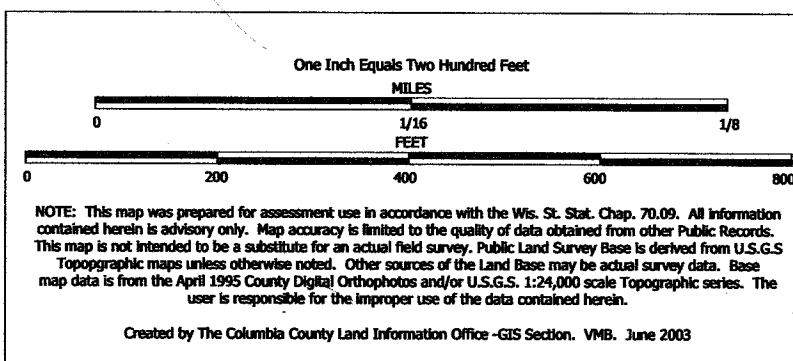 One Inch Equals Two Hundred Feet
MILES
0 1/16 1/8
FEET
0 200 400 600 800
NOTE: This map was prepared for assessment use in accordance with the Wis. St. Stat. Chap. 70.09. All information
contained herein is advisory only. Map accuracy is limited to the quality of data obtained from other Public Records.
This map is not intended to be a substitute for an actual field survey. Public Land Survey Base is derived from U.S.G.S
Topopgraphic maps unless otherwise noted. Other sources of the Land Base may be actual survey data. Base
map data is from the April 1995 County Digital Orthophotos and/or U.S.G.S. 1:24,000 scale Topographic series. The
user is responsible for the improper use of the data contained herein.
Created by The Columbia County Land Information Office -GIS Section. VMB. June 2003